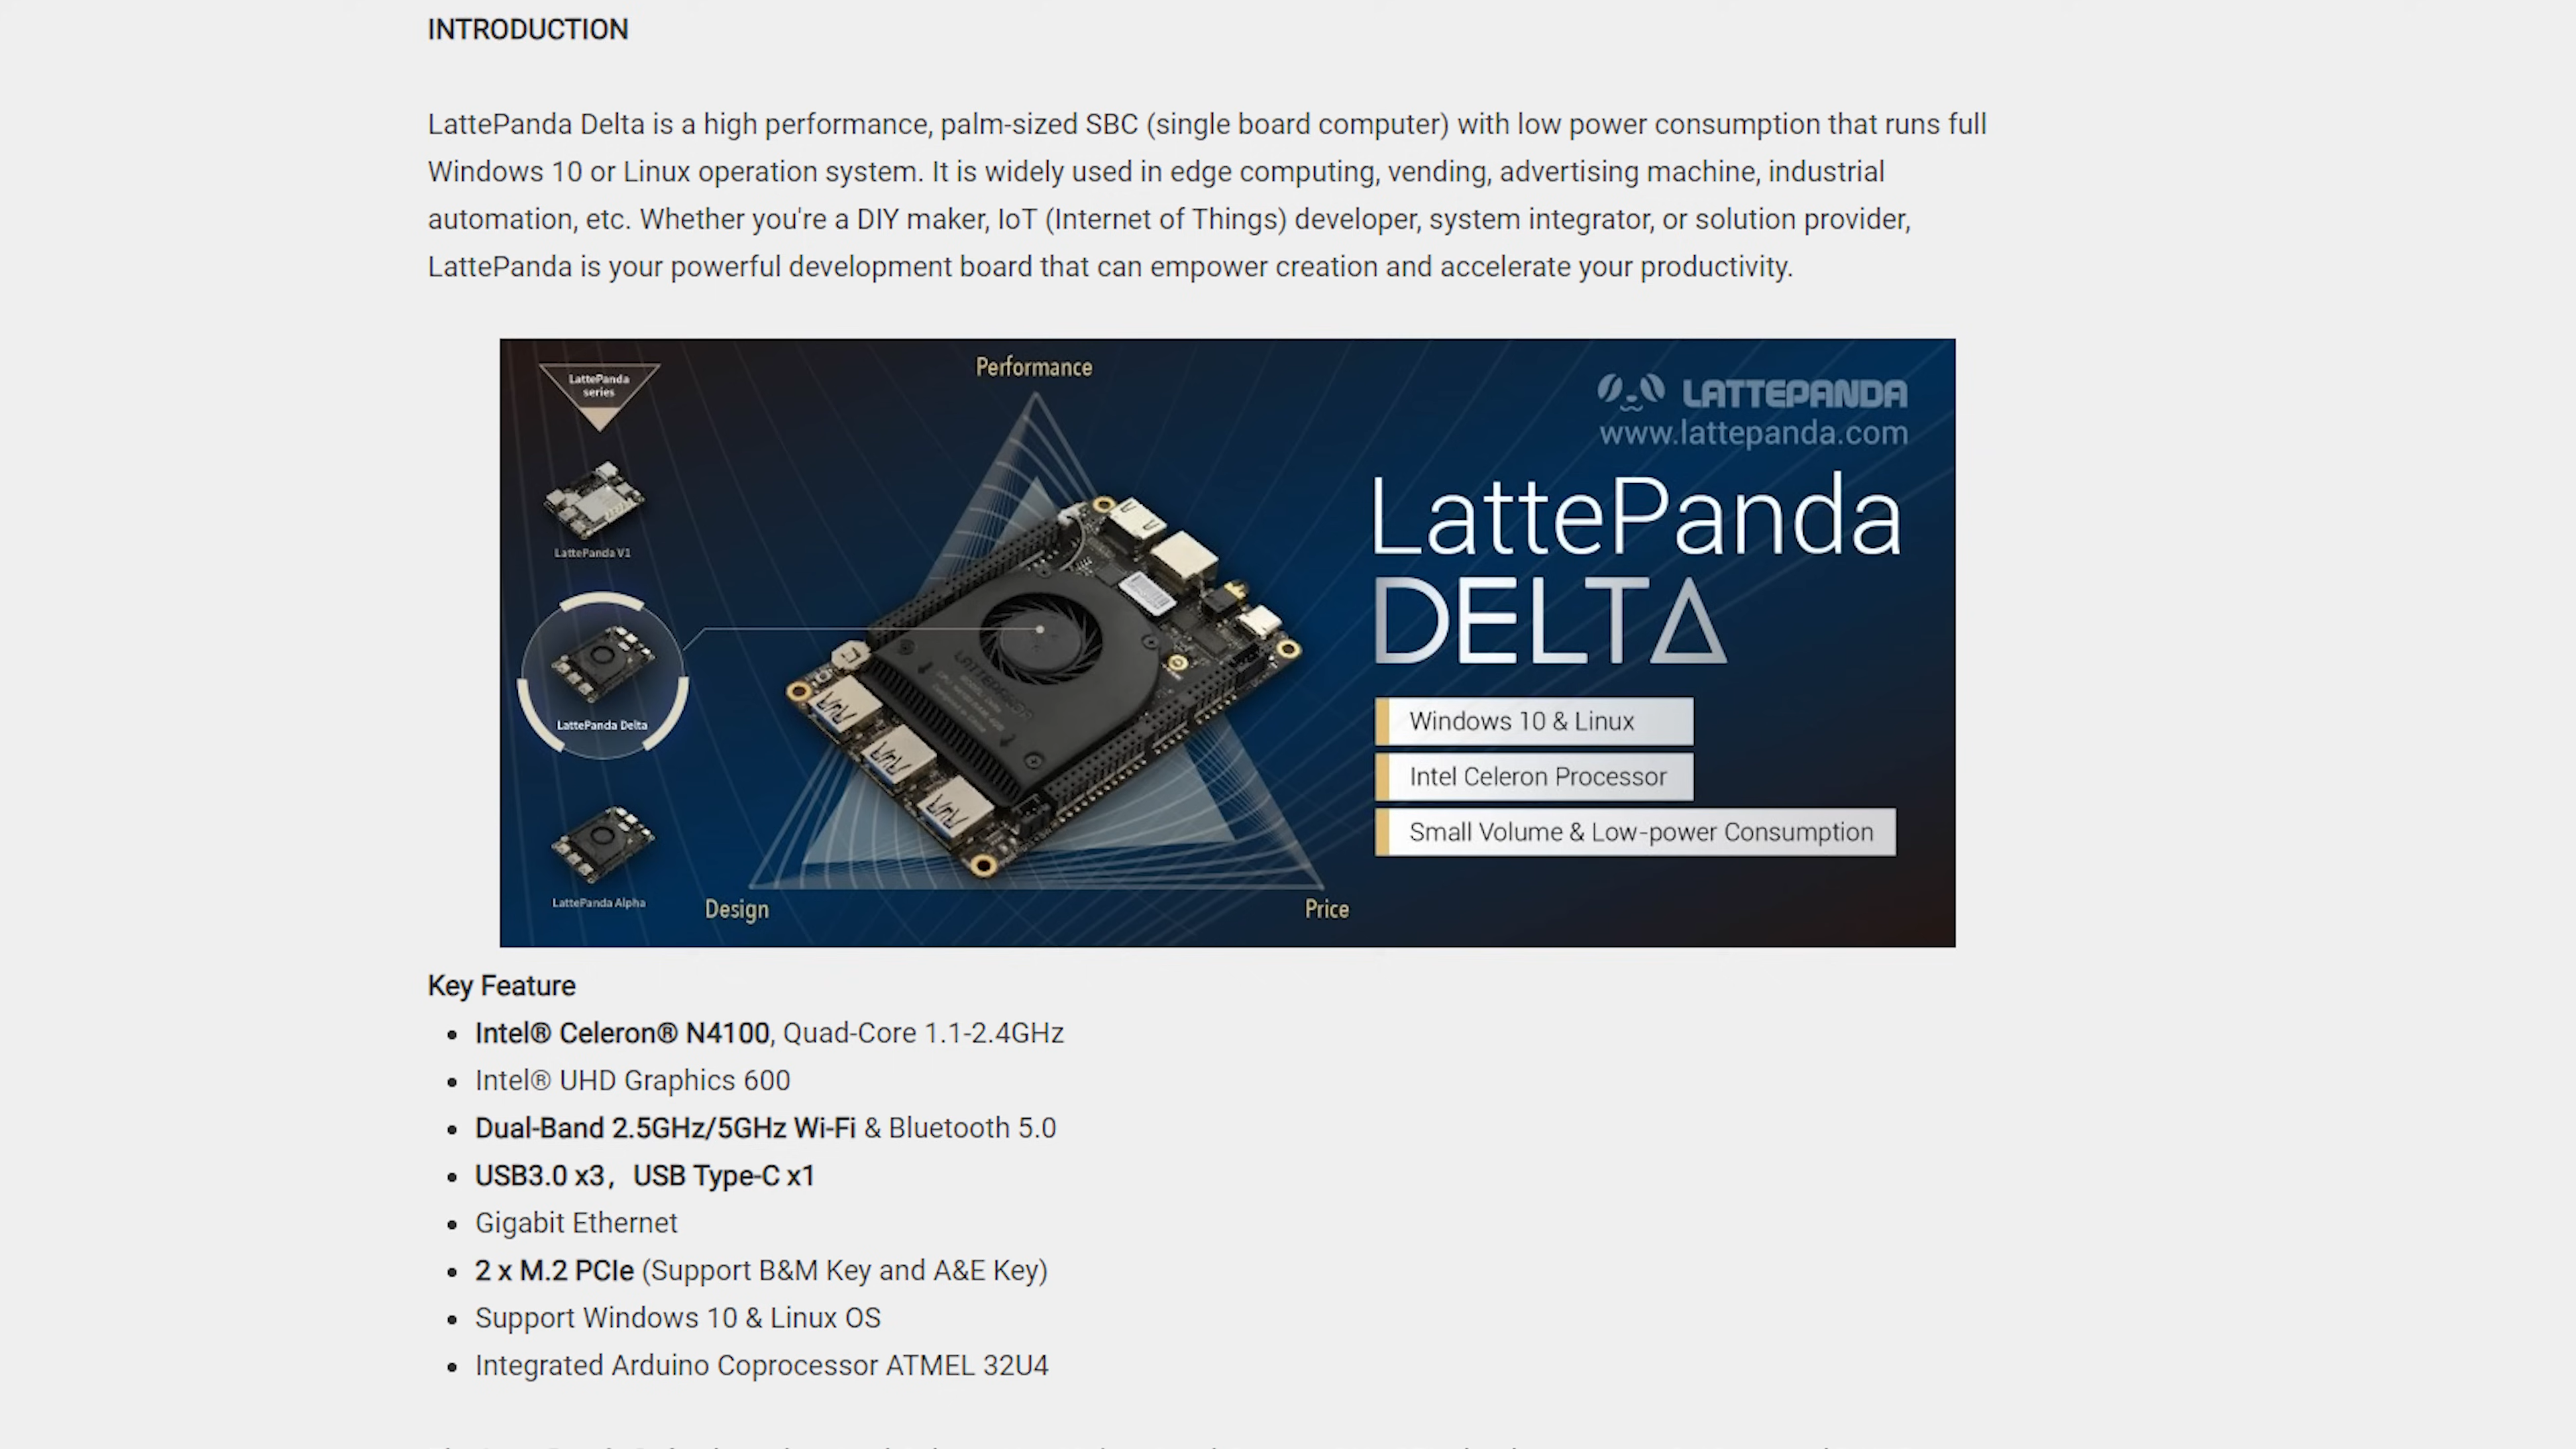 INTRODUCTION
LattePanda Delta is a high performance, palm-sized SBC (single board computer) with low power consumption that runs full
Windows 10 or Linux operation system. It is widely used in edge computing, vending, advertising machine, industrial
automation, etc. Whether you're a DIY maker, IoT (Internet of Things) developer, system integrator, or solution provider,
LattePanda is your powerful development board that can empower creation and accelerate your productivity.
LattePanda
series
LattePanda V1
LattePanda Delta
LattePanda Alpha
Performance
Design
Price
LATTEPANDA
LATTEPANDA
www.lattepanda.com
LattePanda
DELTA
Windows 10 & Linux
Intel Celeron Processor
Small Volume & Low-power Consumption
Key Feature
• Intel® Celeron® N4100, Quad-Core 1.1-2.4GHz
• Intel® UHD Graphics 600
• Dual-Band 2.5GHz/5GHz Wi-Fi & Bluetooth 5.0
• USB3.0 x3，USB Type-C x1
• Gigabit Ethernet
• 2 x M.2 PCIe (Support B&M Key and A&E Key)
• Support Windows 10 & Linux OS
• Integrated Arduino Coprocessor ATMEL 32U4